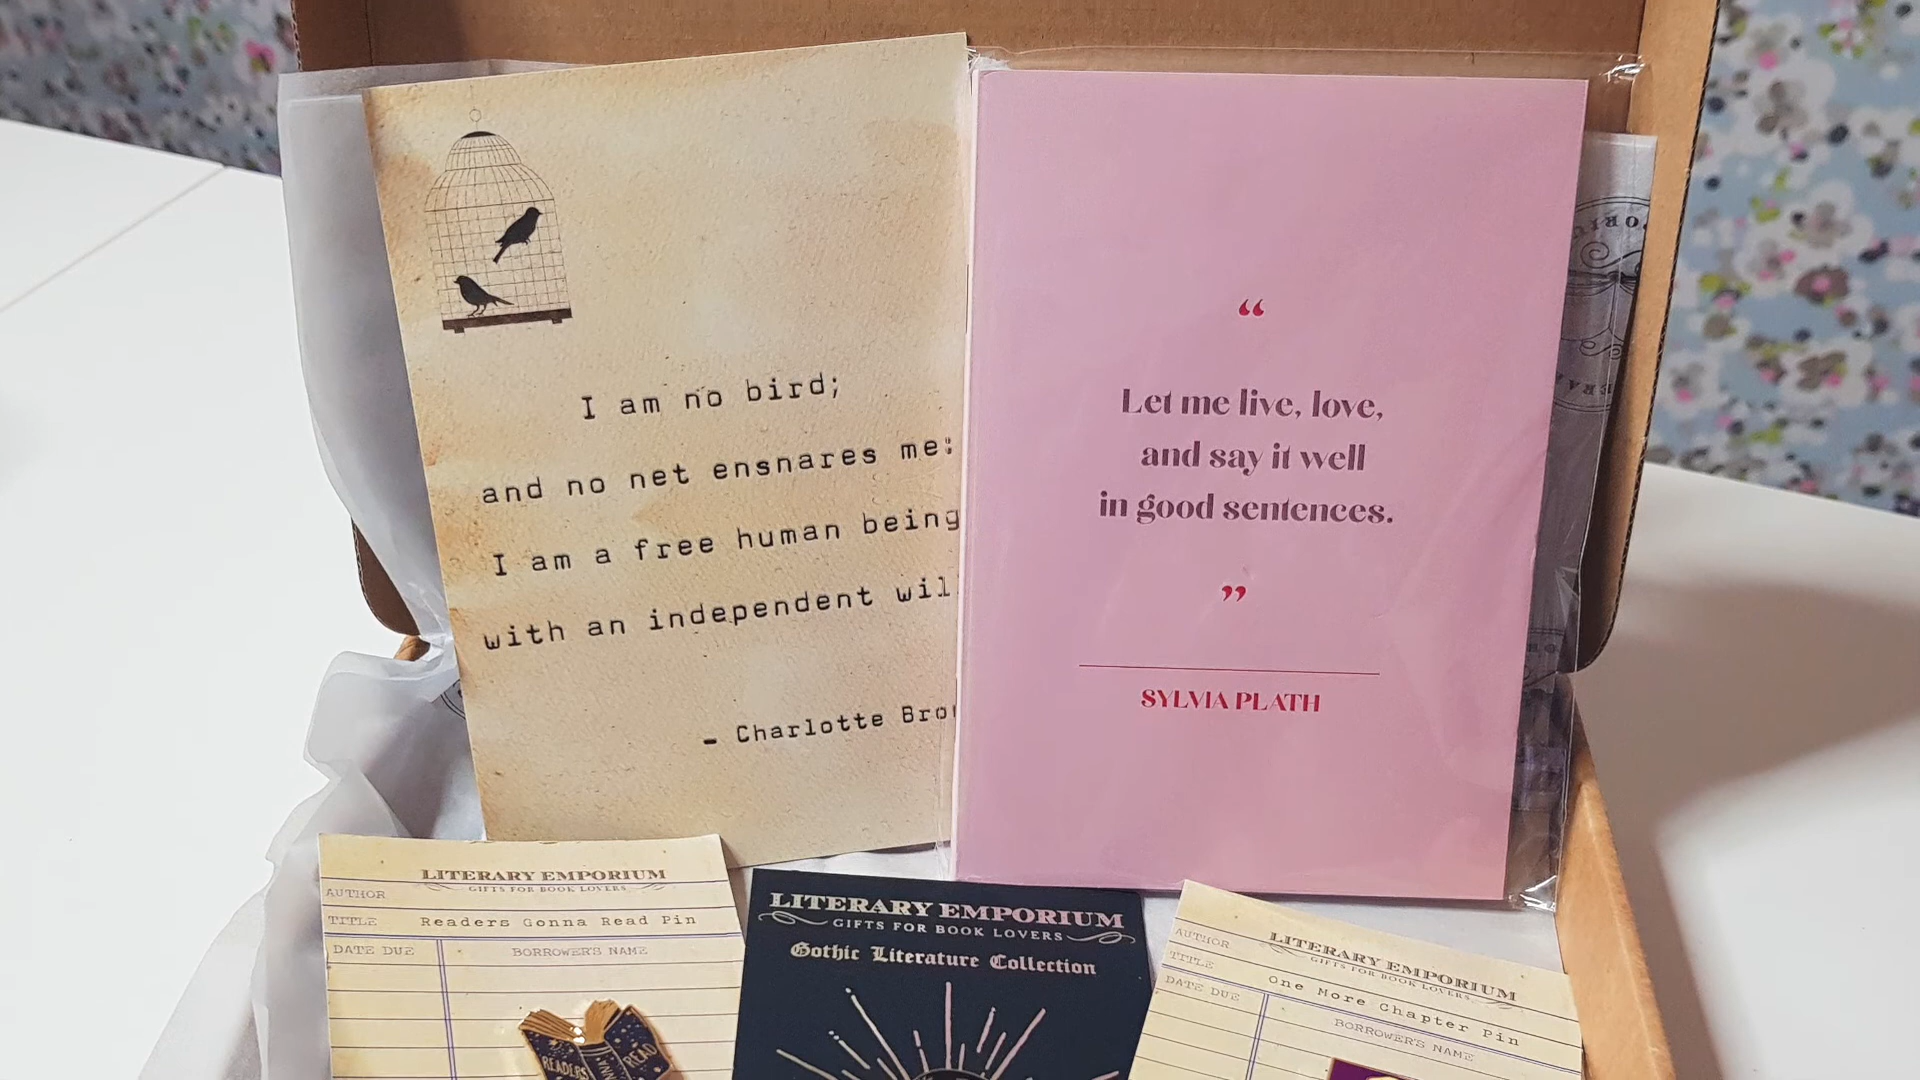 I am no bird;
and no net ensnares me:
I am a free human being
with an independent wil
- Charlotte Bro
“
Let me live, love,
and say it well
in good sentences.
”
SYLVIA PLATH
LITERARY EMPORIUM
GIFTS FOR BOOK LOVERS
AUTHOR
TITLE Readers Gonna Read Pin
DATE DUE BORROWER'S NAME
READERS GONNA READ
LITERARY EMPORIUM
GIFTS FOR BOOK LOVERS
Gothic Literature Collection
LITERARY EMPORIUM
GIFTS FOR BOOK LOVERS
AUTHOR
TITLE One More Chapter Pin
DATE DUE BORROWER'S NAME